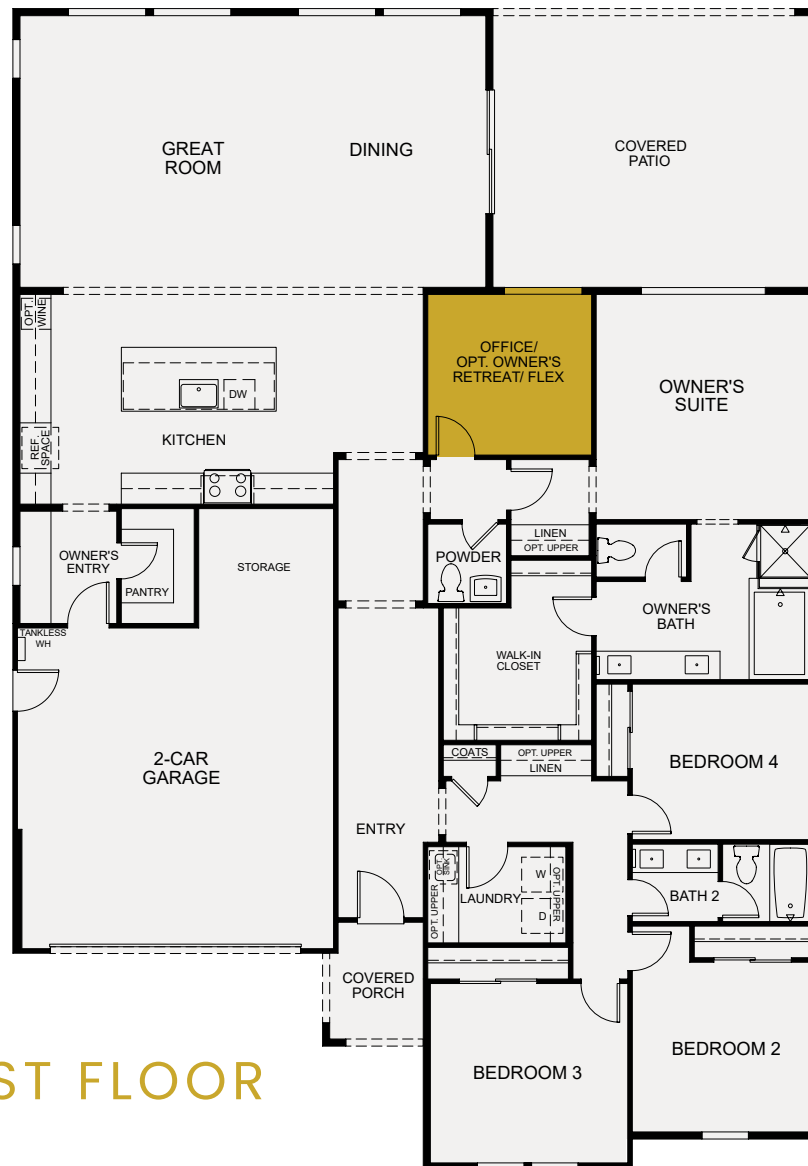 GREAT
ROOM
DINING
COVERED
PATIO
OPT.
WINE
OFFICE/
OPT. OWNER'S
RETREAT/ FLEX
OWNER'S
SUITE
DW
REF.
SPACE
KITCHEN
OWNER'S
ENTRY
PANTRY
STORAGE
POWDER
LINEN
OPT. UPPER
OWNER'S
BATH
TANKLESS
WH
WALK-IN
CLOSET
2-CAR
GARAGE
COATS
OPT. UPPER
LINEN
BEDROOM 4
ENTRY
OPT.
SINK
OPT. UPPER
LAUNDRY
W
D
OPT. UPPER
BATH 2
COVERED
PORCH
BEDROOM 3
BEDROOM 2
ST FLOOR